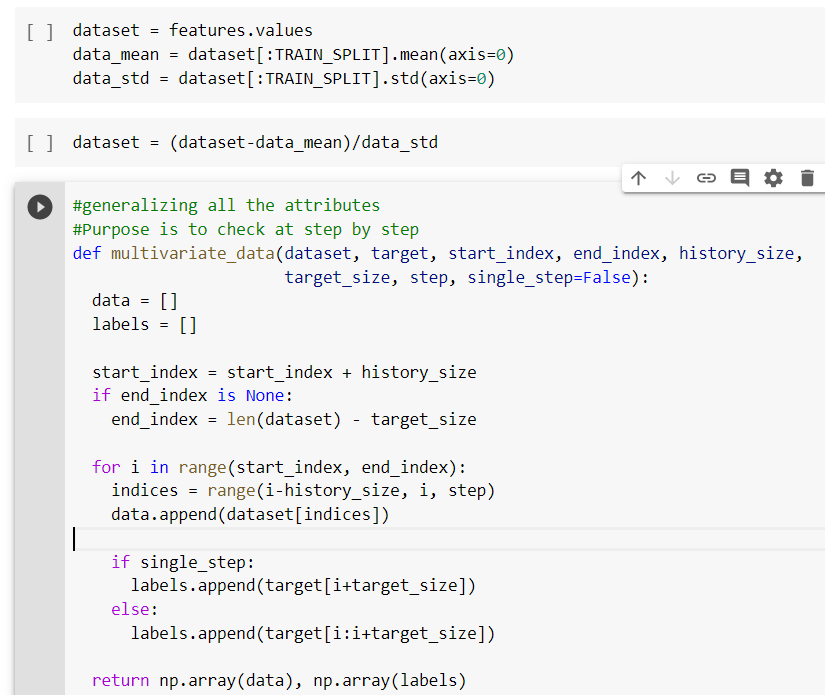 [ ] dataset = features.values
data_mean = dataset[:TRAIN_SPLIT].mean(axis=0)
data_std = dataset[:TRAIN_SPLIT].std(axis=0)
[ ] dataset = (dataset-data_mean)/data_std
#generalizing all the attributes
#Purpose is to check at step by step
def multivariate_data(dataset, target, start_index, end_index, history_size,
                      target_size, step, single_step=False):
  data = []
  labels = []

  start_index = start_index + history_size
  if end_index is None:
    end_index = len(dataset) - target_size

  for i in range(start_index, end_index):
    indices = range(i-history_size, i, step)
    data.append(dataset[indices])

    if single_step:
      labels.append(target[i+target_size])
    else:
      labels.append(target[i:i+target_size])

  return np.array(data), np.array(labels)